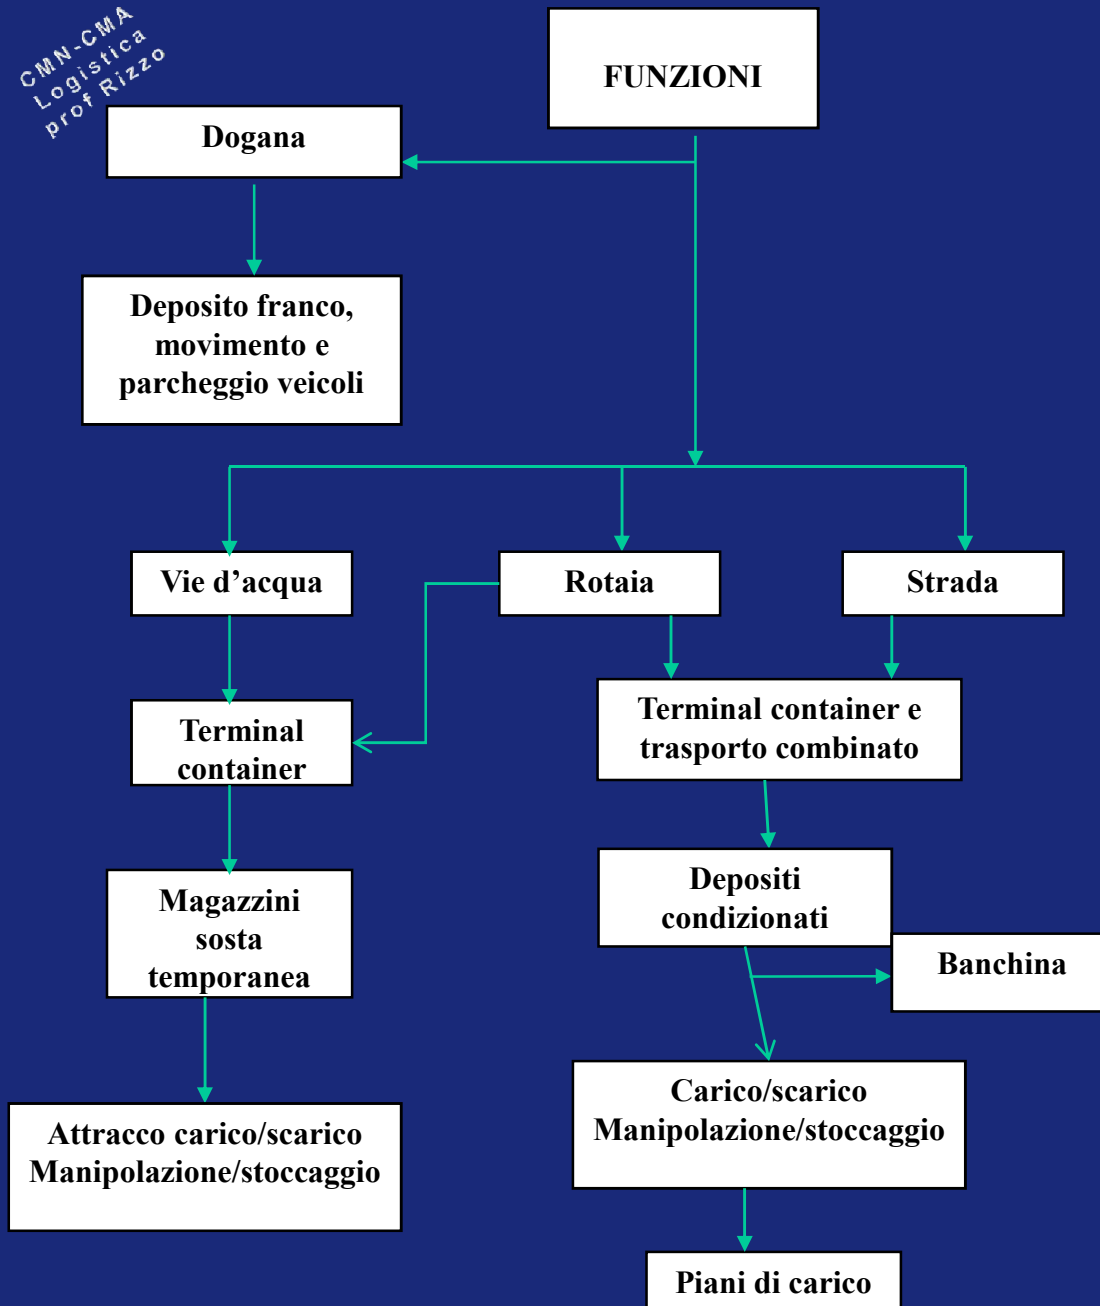 CMN-CMA
Logistica
prof Rizzo
FUNZIONI
Dogana
Deposito franco,
movimento e
parcheggio veicoli
Vie d’acqua
Rotaia
Strada
Terminal
container
Terminal container e
trasporto combinato
Magazzini
sosta
temporanea
Depositi
condizionati
Banchina
Attracco carico/scarico
Manipolazione/stoccaggio
Carico/scarico
Manipolazione/stoccaggio
Piani di carico